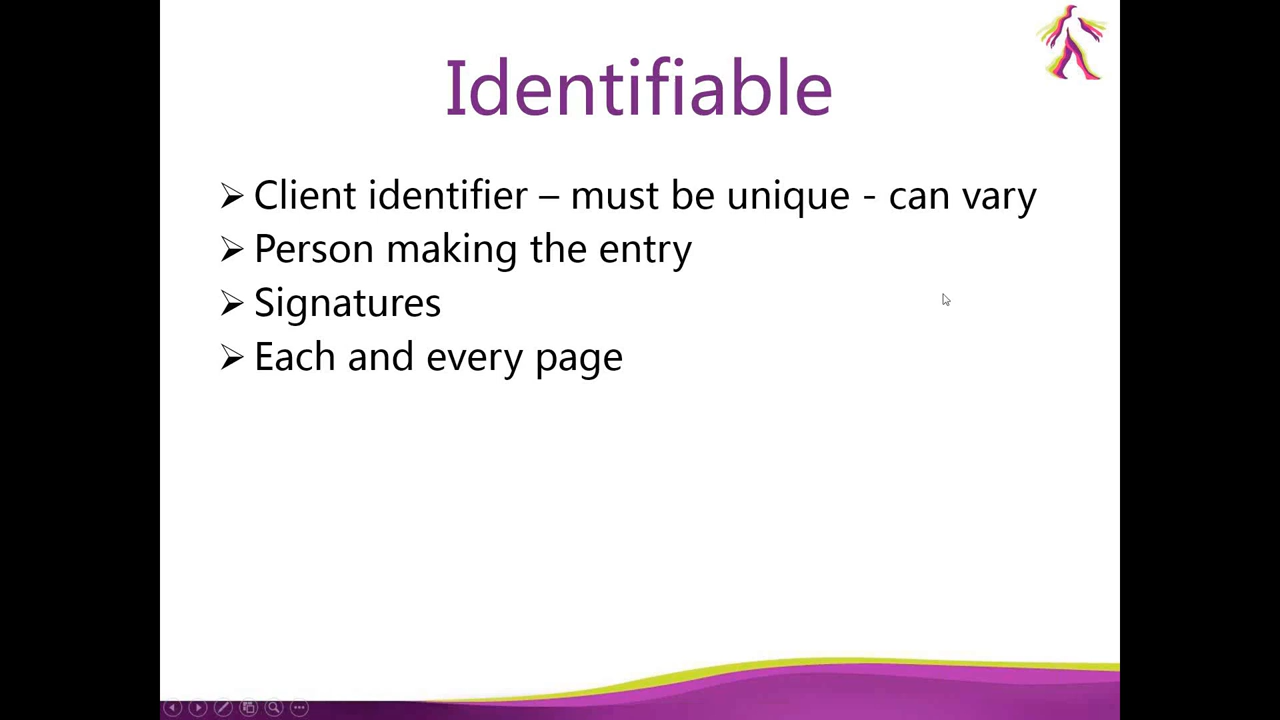 Identifiable
Client identifier – must be unique - can vary
Person making the entry
Signatures
Each and every page